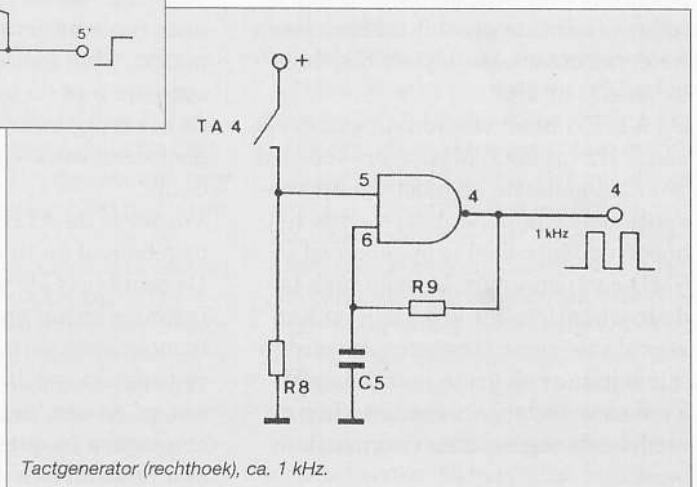 5
+
TA 4
5
4
6
4
1 kHz
R9
R8
C5
Tactgenerator (rechthoek), ca. 1 kHz.